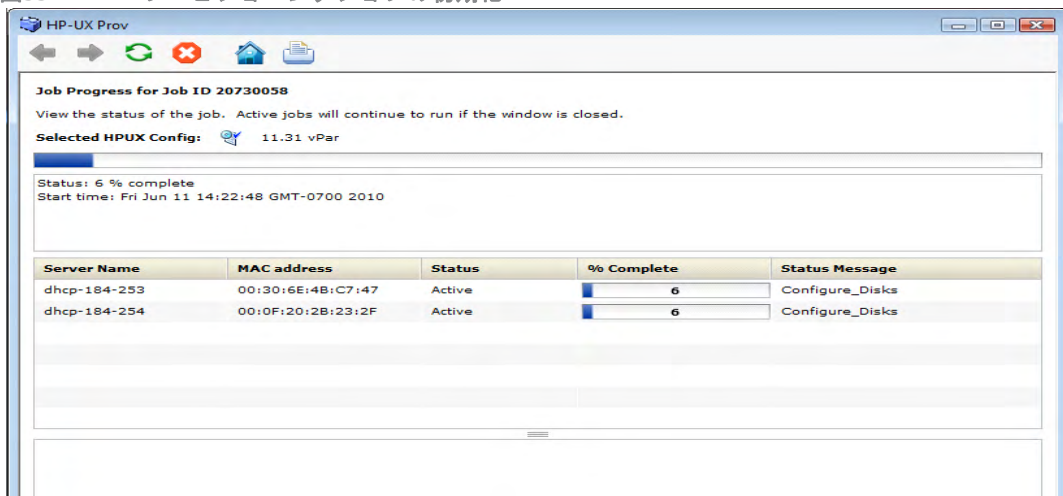 HP-UX Prov
Job Progress for Job ID 20730058
View the status of the job. Active jobs will continue to run if the window is closed.
Selected HPUX Config: 11.31 vPar
Status: 6 % complete
Start time: Fri Jun 11 14:22:48 GMT-0700 2010
Server Name MAC address Status % Complete Status Message
dhcp-184-253 00:30:6E:4B:C7:47 Active 6 Configure_Disks
dhcp-184-254 00:0F:20:2B:23:2F Active 6 Configure_Disks